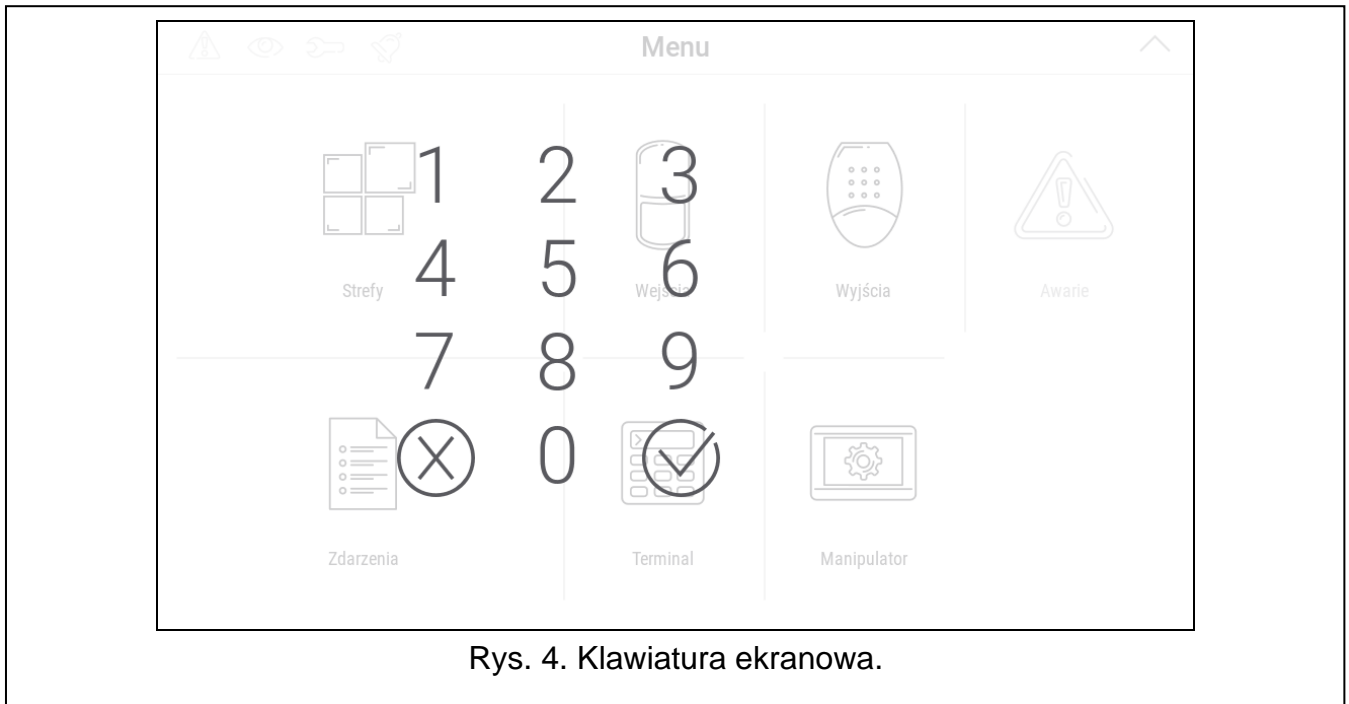 Menu
1 2 3
4 5 6
Strefy Wejścia Wyjścia Awarie
7 8 9
0
Zdarzenia Terminal Manipulator
Rys. 4. Klawiatura ekranowa.